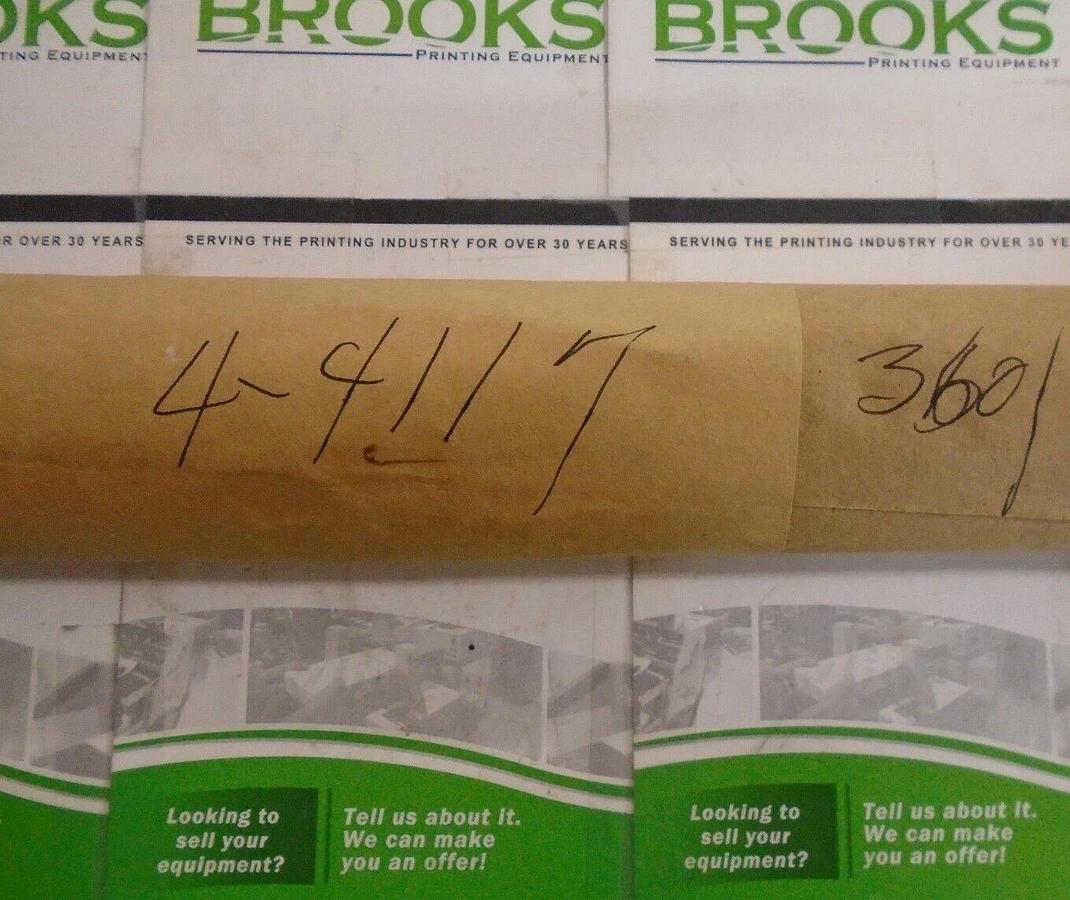 OKS BROOKS BROOKS
TING EQUIPMENT PRINTING EQUIPMENT PRINTING EQUIPMENT
R OVER 30 YEARS SERVING THE PRINTING INDUSTRY FOR OVER 30 YEARS SERVING THE PRINTING INDUSTRY FOR OVER 30 YE
4-4117 3601
Looking to
sell your
equipment?
Tell us about it.
We can make
you an offer!
Looking to
sell your
equipment?
Tell us about it.
We can make
you an offer!